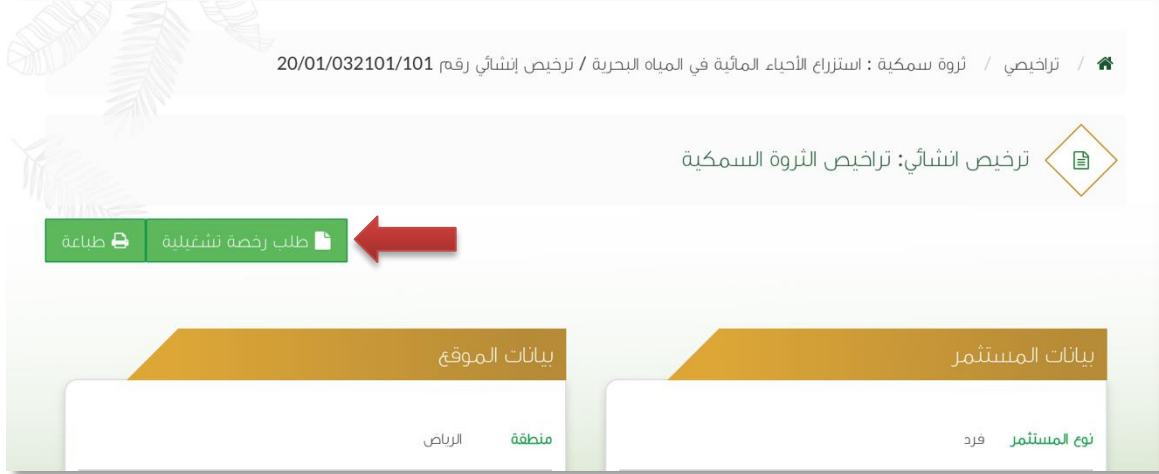 / تراخيصي / ثروة سمكية : استزراع الأحياء المائية في المياه البحرية / ترخيص إنشائي رقم 20/01/032101/101
ترخيص انشائي: تراخيص الثروة السمكية
طلب رخصة تشغيلية
طباعة
بيانات المستثمر
نوع المستثمر فرد
بيانات الموقع
منطقة الرياض